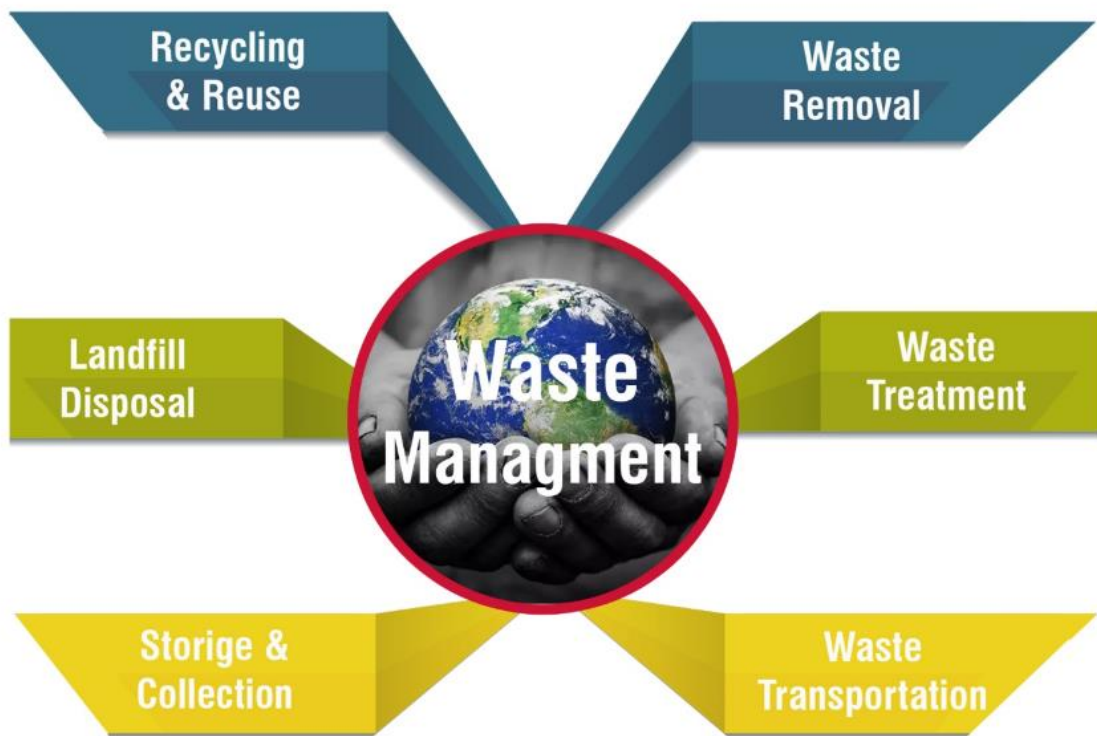 Recycling
& Reuse
Waste
Removal
Landfill
Disposal
Waste
Managment
Waste
Treatment
Storige &
Collection
Waste
Transportation